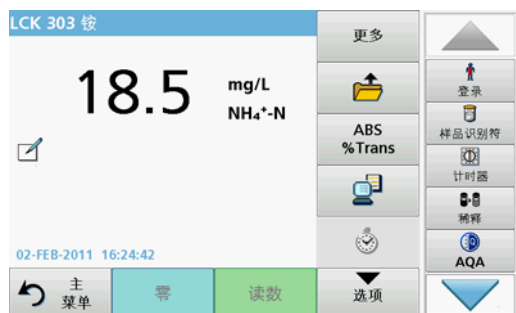 LCK 303 铵
18.5
mg/L
NH₄⁺-N
02-FEB-2011 16:24:42
主
菜单
零
读数
更多
ABS
%Trans
选项
登录
样品识别符
计时器
稀释
AQA